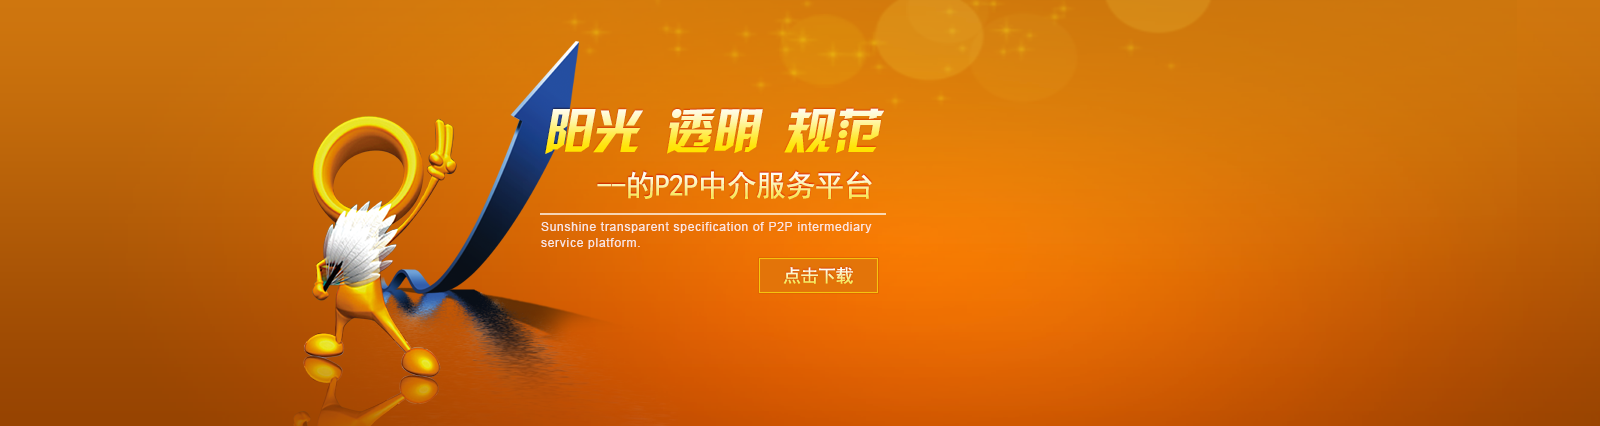 阳光 透明 规范
--的P2P中介服务平台
Sunshine transparent specification of P2P intermediary
service platform.
点击下载